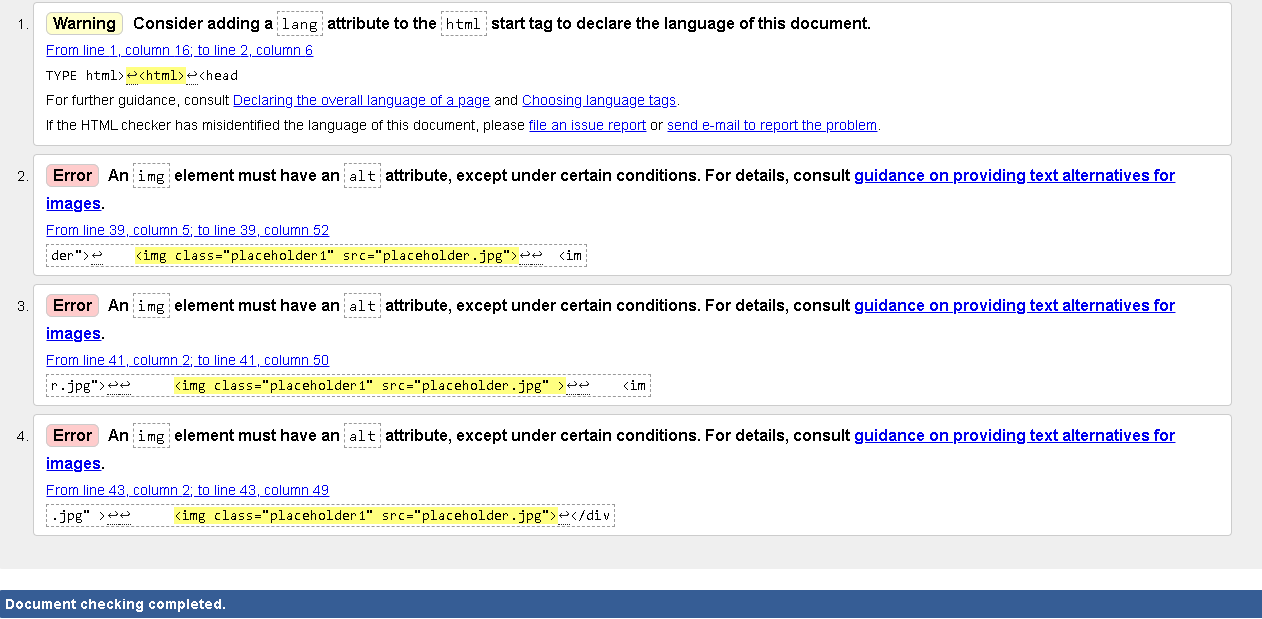 1. Warning Consider adding a lang attribute to the html start tag to declare the language of this document.
From line 1, column 16; to line 2, column 6
TYPE html>↩<html>↩<head
For further guidance, consult Declaring the overall language of a page and Choosing language tags.
If the HTML checker has misidentified the language of this document, please file an issue report or send e-mail to report the problem.
2. Error An img element must have an alt attribute, except under certain conditions. For details, consult guidance on providing text alternatives for
images.
From line 39, column 5; to line 39, column 52
der">↩    <img class="placeholder1" src="placeholder.jpg">↩↩  <im
3. Error An img element must have an alt attribute, except under certain conditions. For details, consult guidance on providing text alternatives for
images.
From line 41, column 2; to line 41, column 50
r.jpg">↩↩     <img class="placeholder1" src="placeholder.jpg" >↩↩    <im
4. Error An img element must have an alt attribute, except under certain conditions. For details, consult guidance on providing text alternatives for
images.
From line 43, column 2; to line 43, column 49
.jpg" >↩↩     <img class="placeholder1" src="placeholder.jpg">↩</div
Document checking completed.